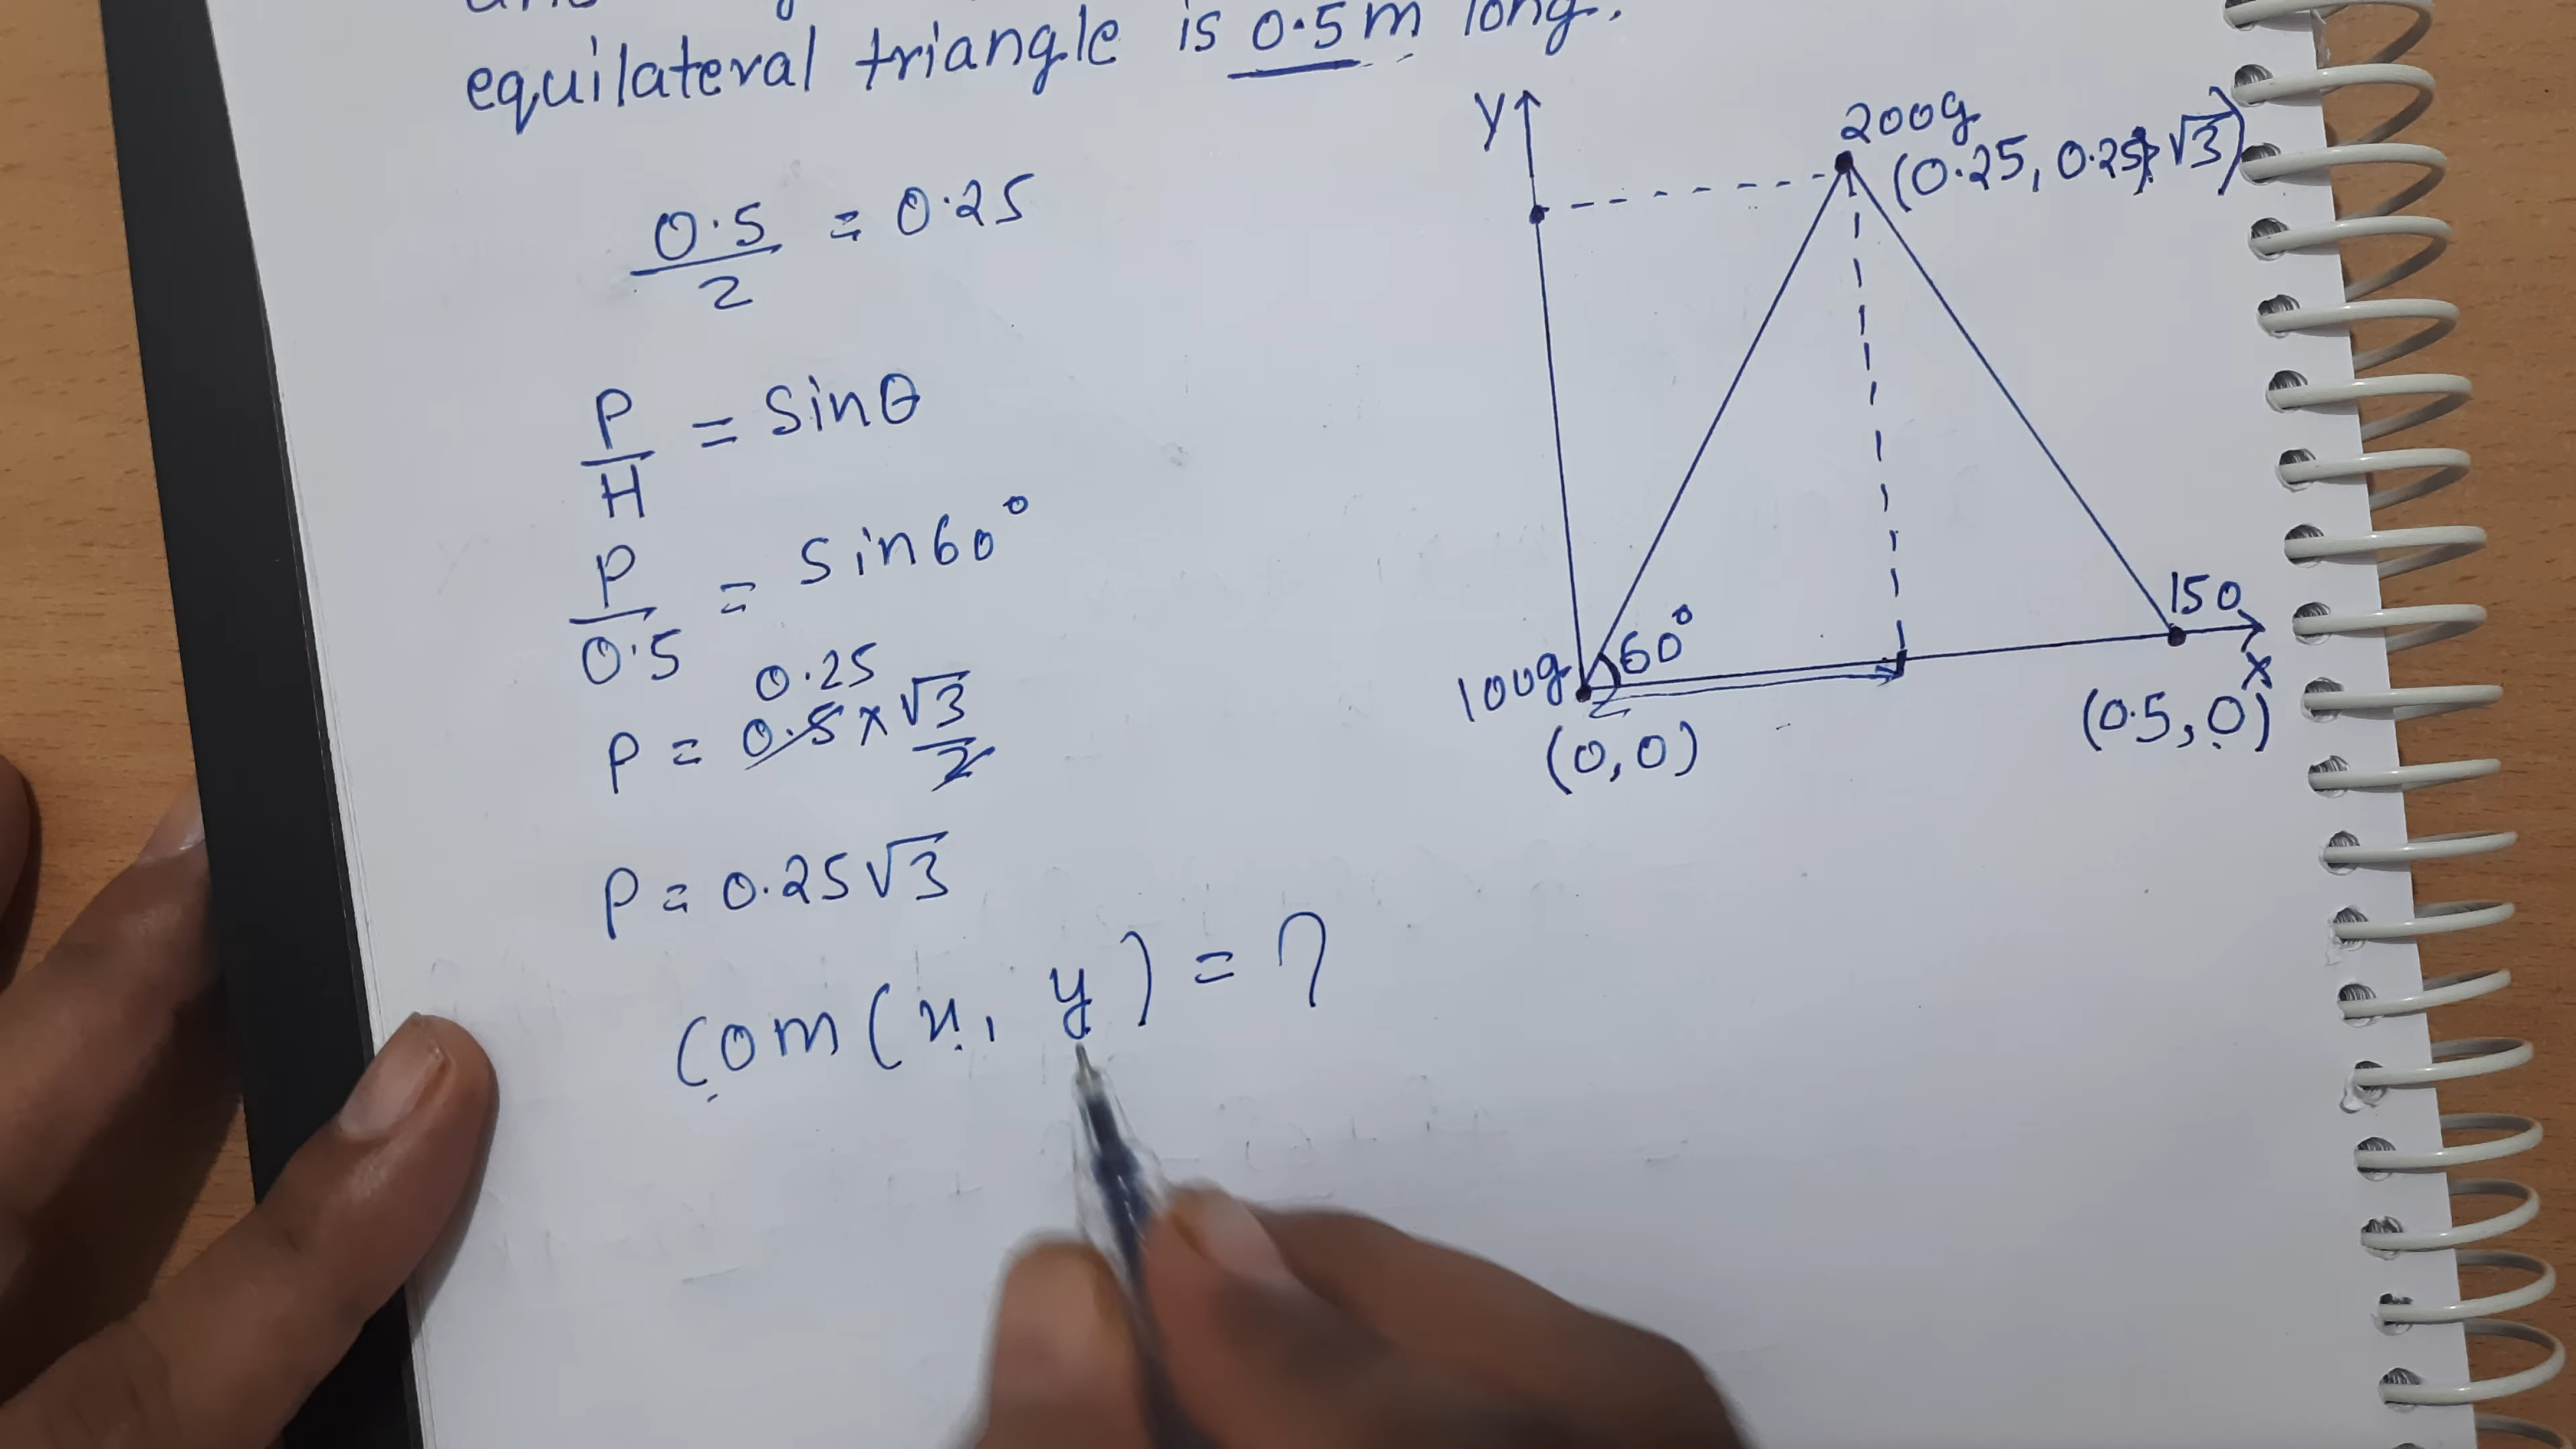 equilateral triangle is 0.5m long.
0.5/2 = 0.25
P/H = Sinθ
P/0.5 = Sin60°
0.25
P = 0.5 x √3/2
P = 0.25√3
Com(x, y) = ?
Y
200g
(0.25, 0.25√3)
60°
100g
(0,0)
150
x
(0.5, 0)